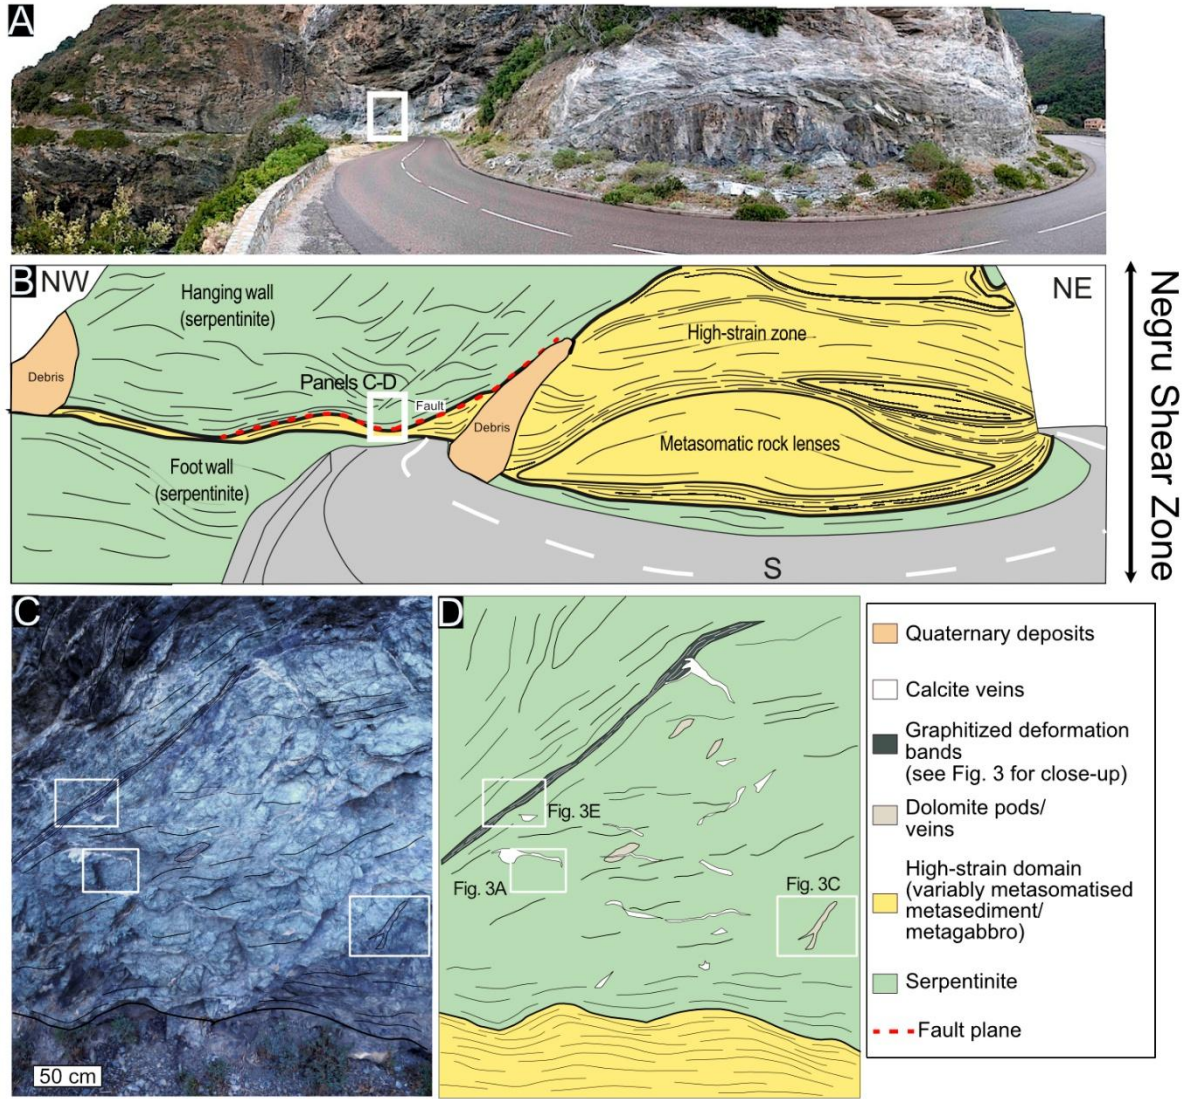 A
B
NW
Hanging wall
(serpentinite)
NE
High-strain zone
Debris
Panels C-D
Fault
Debris
Metasomatic rock lenses
Foot wall
(serpentinite)
S
Negru Shear Zone
C
50 cm
D
Fig. 3E
Fig. 3A
Fig. 3C
Quaternary deposits
Calcite veins
Graphitized deformation
bands
(see Fig. 3 for close-up)
Dolomite pods/
veins
High-strain domain
(variably metasomatised
metasediment/
metagabbro)
Serpentinite
Fault plane